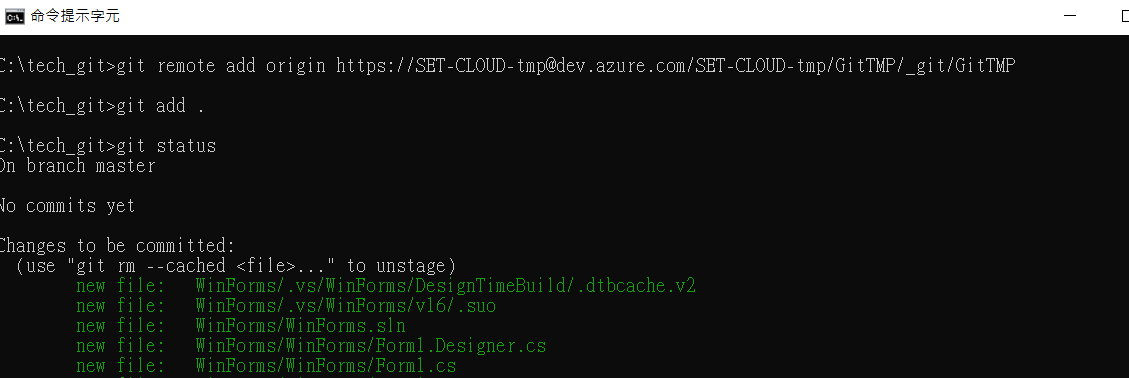 命令提示字元
C:\tech_git>git remote add origin https://SET-CLOUD-tmp@dev.azure.com/SET-CLOUD-tmp/GitTMP/_git/GitTMP
C:\tech_git>git add .
C:\tech_git>git status
On branch master
No commits yet
Changes to be committed:
  (use "git rm --cached <file>..." to unstage)
        new file:   WinForms/.vs/WinForms/DesignTimeBuild/.dtbcache.v2
        new file:   WinForms/.vs/WinForms/v16/.suo
        new file:   WinForms/WinForms.sln
        new file:   WinForms/WinForms/Form1.Designer.cs
        new file:   WinForms/WinForms/Form1.cs